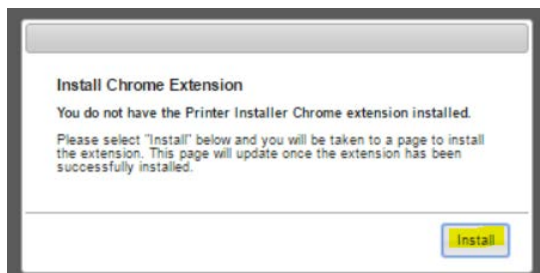 Install Chrome Extension
You do not have the Printer Installer Chrome extension installed.
Please select "Install" below and you will be taken to a page to install
the extension. This page will update once the extension has been
successfully installed.
Install